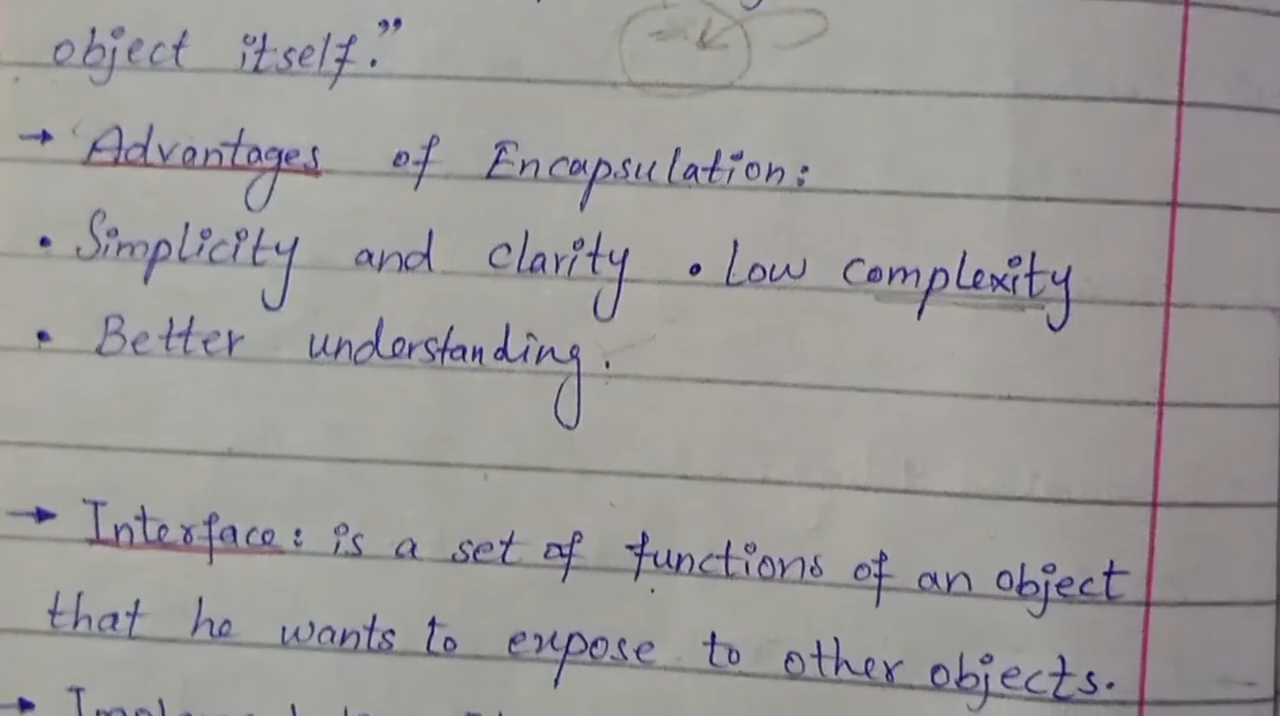 object itself.”
→ Advantages of Encapsulation:
• Simplicity and clarity • Low complexity
• Better understanding.
→ Interface: is a set of functions of an object
that he wants to expose to other objects.
→